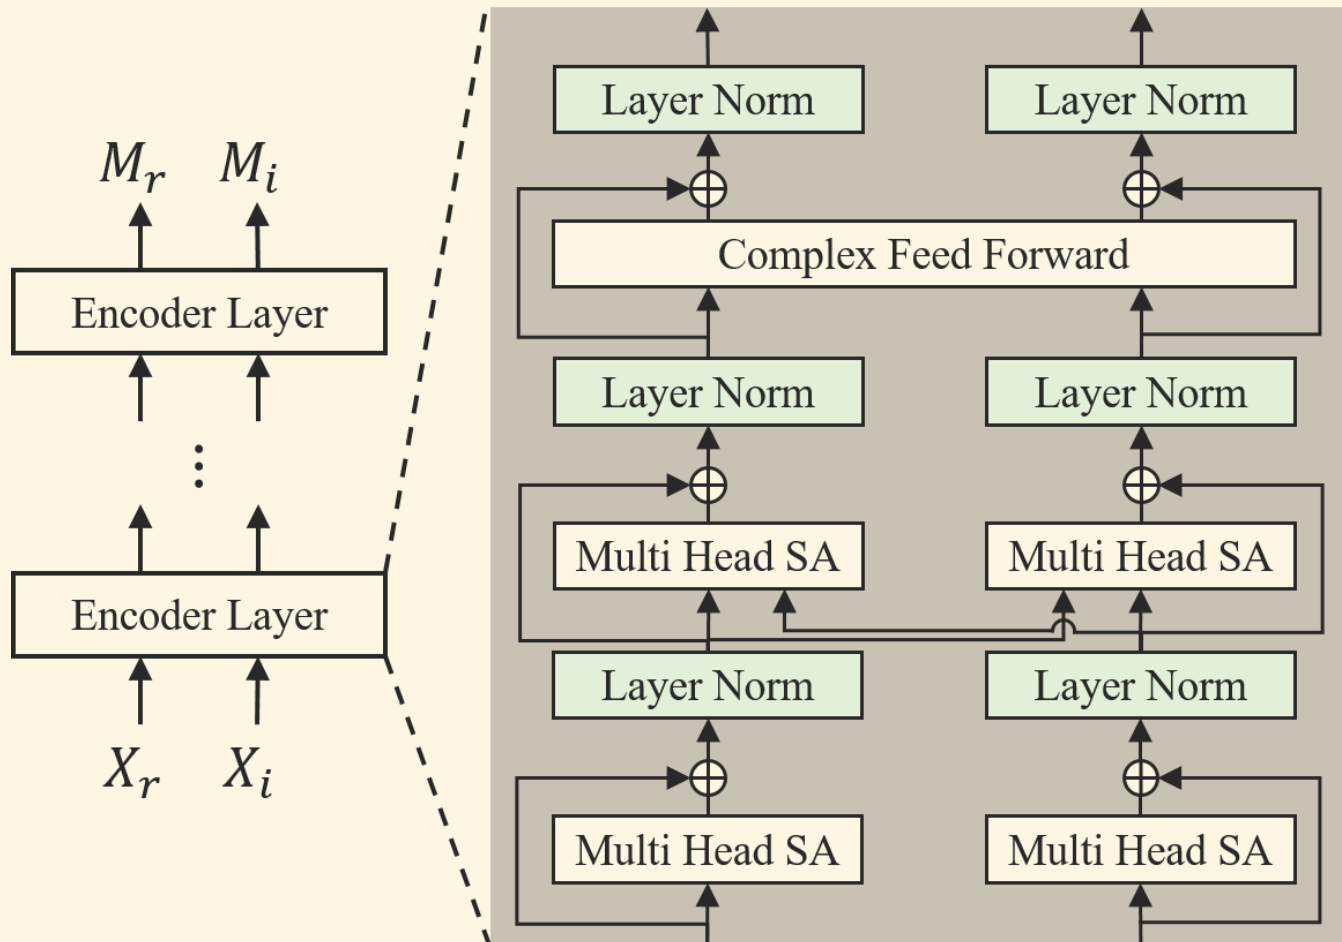 M_r M_i
Encoder Layer
⋮
Encoder Layer
X_r X_i
Layer Norm Layer Norm
Complex Feed Forward
Layer Norm Layer Norm
Multi Head SA Multi Head SA
Layer Norm Layer Norm
Multi Head SA Multi Head SA